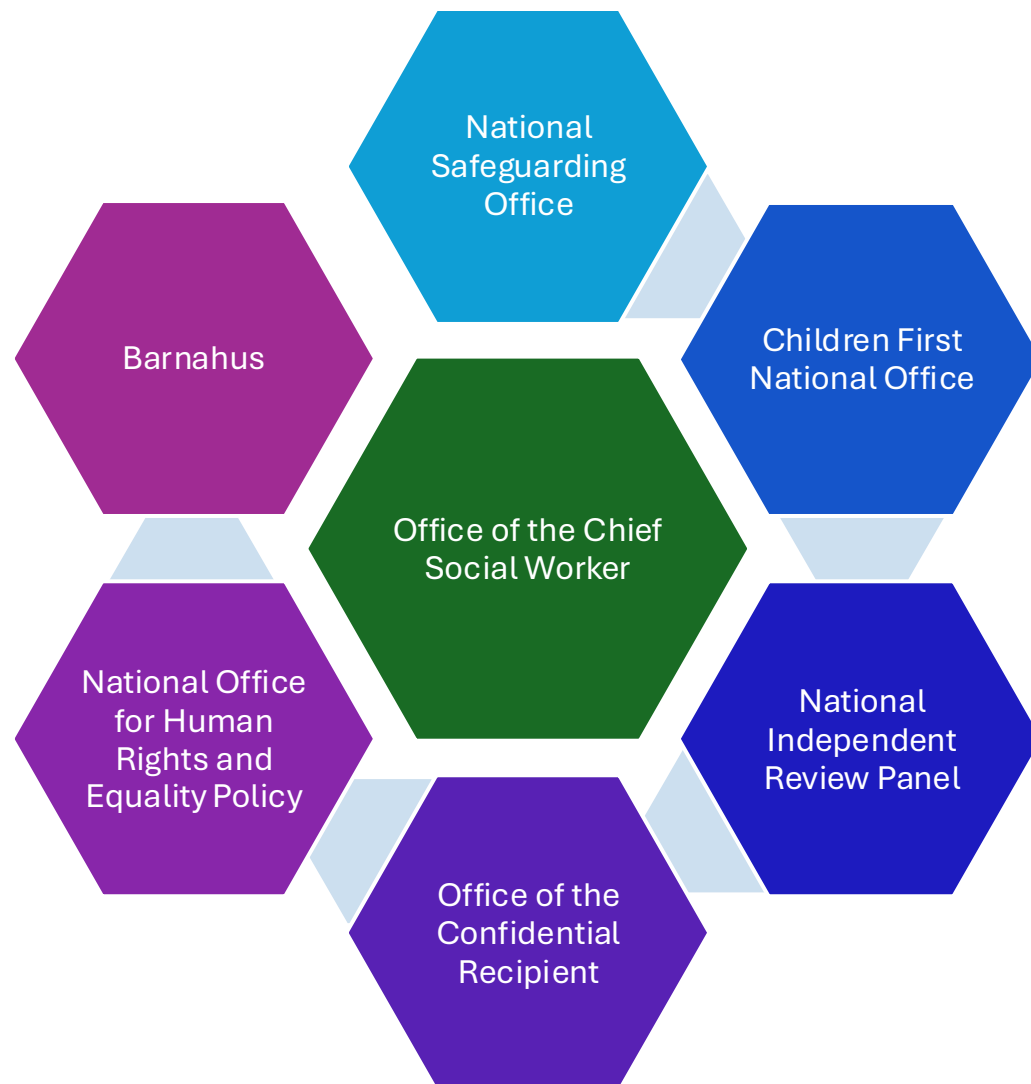 National
Safeguarding
Office
Children First
National Office
Barnahus
Office of the Chief
Social Worker
National Office
for Human
Rights and
Equality Policy
National
Independent
Review Panel
Office of the
Confidential
Recipient